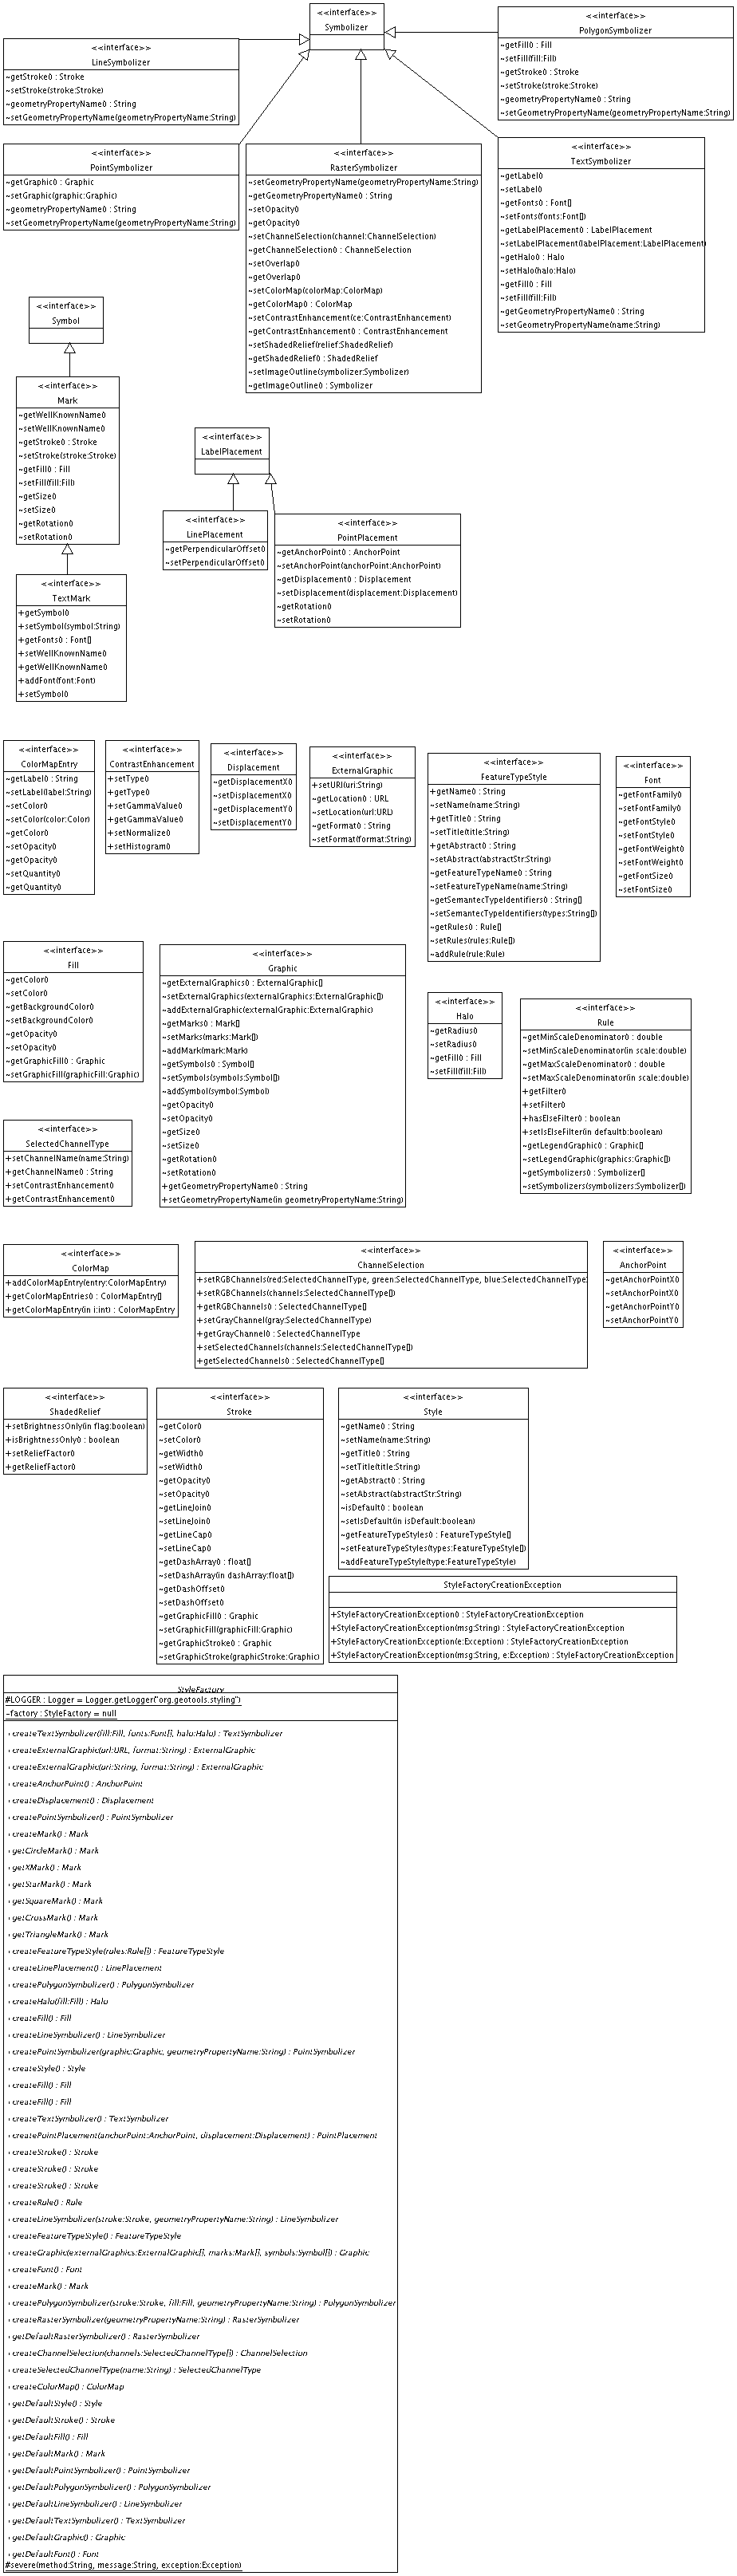 <<interface>>
Symbolizer
<<interface>>
LineSymbolizer
~getStroke() : Stroke
~setStroke(stroke:Stroke)
~geometryPropertyName() : String
~setGeometryPropertyName(geometryPropertyName:String)
<<interface>>
PolygonSymbolizer
~getFill() : Fill
~setFill(fill:Fill)
~getStroke() : Stroke
~setStroke(stroke:Stroke)
~geometryPropertyName() : String
~setGeometryPropertyName(geometryPropertyName:String)
<<interface>>
PointSymbolizer
~getGraphic() : Graphic
~setGraphic(graphic:Graphic)
~geometryPropertyName() : String
~setGeometryPropertyName(geometryPropertyName:String)
<<interface>>
RasterSymbolizer
~setGeometryPropertyName(geometryPropertyName:String)
~getGeometryPropertyName() : String
~setOpacity()
~getOpacity()
~setChannelSelection(channel:ChannelSelection)
~getChannelSelection() : ChannelSelection
~setOverlap()
~getOverlap()
~setColorMap(colorMap:ColorMap)
~getColorMap() : ColorMap
~setContrastEnhancement(ce:ContrastEnhancement)
~getContrastEnhancement() : ContrastEnhancement
~setShadedRelief(relief:ShadedRelief)
~getShadedRelief() : ShadedRelief
~setImageOutline(symbolizer:Symbolizer)
~getImageOutline() : Symbolizer
<<interface>>
TextSymbolizer
~getLabel()
~setLabel()
~getFonts() : Font[]
~setFonts(fonts:Font[])
~getLabelPlacement() : LabelPlacement
~setLabelPlacement(labelPlacement:LabelPlacement)
~getHalo() : Halo
~setHalo(halo:Halo)
~getFill() : Fill
~setFill(fill:Fill)
~getGeometryPropertyName() : String
~setGeometryPropertyName(name:String)
<<interface>>
Symbol
<<interface>>
Mark
~getWellKnownName()
~setWellKnownName()
~getStroke() : Stroke
~setStroke(stroke:Stroke)
~getFill() : Fill
~setFill(fill:Fill)
~getSize()
~setSize()
~getRotation()
~setRotation()
<<interface>>
LabelPlacement
<<interface>>
LinePlacement
~getPerpendicularOffset()
~setPerpendicularOffset()
<<interface>>
PointPlacement
~getAnchorPoint() : AnchorPoint
~setAnchorPoint(anchorPoint:AnchorPoint)
~getDisplacement() : Displacement
~setDisplacement(displacement:Displacement)
~getRotation()
~setRotation()
<<interface>>
TextMark
+getSymbol()
+setSymbol(symbol:String)
+getFonts() : Font[]
+setWellKnownName()
+getWellKnownName()
+addFont(font:Font)
+setSymbol()
<<interface>>
ColorMapEntry
~getLabel() : String
~setLabel(label:String)
~setColor()
~setColor(color:Color)
~getColor()
~setOpacity()
~getOpacity()
~setQuantity()
~getQuantity()
<<interface>>
ContrastEnhancement
+setType()
+getType()
+setGammaValue()
+getGammaValue()
+setNormalize()
+setHistogram()
<<interface>>
Displacement
~getDisplacementX()
~setDisplacementX()
~getDisplacementY()
~setDisplacementY()
<<interface>>
ExternalGraphic
+setURI(uri:String)
~getLocation() : URL
~setLocation(url:URL)
~getFormat() : String
~setFormat(format:String)
<<interface>>
FeatureTypeStyle
+getName() : String
~setName(name:String)
+getTitle() : String
~setTitle(title:String)
+getAbstract() : String
~setAbstract(abstractStr:String)
~getFeatureTypeName() : String
~setFeatureTypeName(name:String)
~getSemantecTypeIdentifiers() : String[]
~setSemantecTypeIdentifiers(types:String[])
~getRules() : Rule[]
~setRules(rules:Rule[])
~addRule(rule:Rule)
<<interface>>
Font
~getFontFamily()
~setFontFamily()
~getFontStyle()
~setFontStyle()
~getFontWeight()
~setFontWeight()
~getFontSize()
~setFontSize()
<<interface>>
Fill
~getColor()
~setColor()
~getBackgroundColor()
~setBackgroundColor()
~getOpacity()
~setOpacity()
~getGraphicFill() : Graphic
~setGraphicFill(graphicFill:Graphic)
<<interface>>
Graphic
~getExternalGraphics() : ExternalGraphic[]
~setExternalGraphics(externalGraphics:ExternalGraphic[])
~addExternalGraphic(externalGraphic:ExternalGraphic)
~getMarks() : Mark[]
~setMarks(marks:Mark[])
~addMark(mark:Mark)
~getSymbols() : Symbol[]
~setSymbols(symbols:Symbol[])
~addSymbol(symbol:Symbol)
~getOpacity()
~setOpacity()
~getSize()
~setSize()
~getRotation()
~setRotation()
+getGeometryPropertyName() : String
+setGeometryPropertyName(in geometryPropertyName:String)
<<interface>>
Halo
~getRadius()
~setRadius()
~getFill() : Fill
~setFill(fill:Fill)
<<interface>>
Rule
~getMinScaleDenominator() : double
~setMinScaleDenominator(in scale:double)
~getMaxScaleDenominator() : double
~setMaxScaleDenominator(in scale:double)
+getFilter()
+setFilter()
+hasElseFilter() : boolean
+setIsElseFilter(in defaultb:boolean)
~getLegendGraphic() : Graphic[]
~setLegendGraphic(graphics:Graphic[])
~getSymbolizers() : Symbolizer[]
~setSymbolizers(symbolizers:Symbolizer[])
<<interface>>
SelectedChannelType
+setChannelName(name:String)
+getChannelName() : String
+setContrastEnhancement()
+getContrastEnhancement()
<<interface>>
ColorMap
+addColorMapEntry(entry:ColorMapEntry)
+getColorMapEntries() : ColorMapEntry[]
+getColorMapEntry(in i:int) : ColorMapEntry
<<interface>>
ChannelSelection
+setRGBChannels(red:SelectedChannelType, green:SelectedChannelType, blue:SelectedChannelType)
+setRGBChannels(channels:SelectedChannelType[])
+getRGBChannels() : SelectedChannelType[]
+setGrayChannel(gray:SelectedChannelType)
+getGrayChannel() : SelectedChannelType
+setSelectedChannels(channels:SelectedChannelType[])
+getSelectedChannels() : SelectedChannelType[]
<<interface>>
AnchorPoint
~getAnchorPointX()
~setAnchorPointX()
~getAnchorPointY()
~setAnchorPointY()
<<interface>>
ShadedRelief
+setBrightnessOnly(in flag:boolean)
+isBrightnessOnly() : boolean
+setReliefFactor()
+getReliefFactor()
<<interface>>
Stroke
~getColor()
~setColor()
~getWidth()
~setWidth()
~getOpacity()
~setOpacity()
~getLineJoin()
~setLineJoin()
~getLineCap()
~setLineCap()
~getDashArray() : float[]
~setDashArray(in dashArray:float[])
~getDashOffset()
~setDashOffset()
~getGraphicFill() : Graphic
~setGraphicFill(graphicFill:Graphic)
~getGraphicStroke() : Graphic
~setGraphicStroke(graphicStroke:Graphic)
<<interface>>
Style
~getName() : String
~setName(name:String)
~getTitle() : String
~setTitle(title:String)
~getAbstract() : String
~setAbstract(abstractStr:String)
~isDefault() : boolean
~setIsDefault(in isDefault:boolean)
~getFeatureTypeStyles() : FeatureTypeStyle[]
~setFeatureTypeStyles(types:FeatureTypeStyle[])
~addFeatureTypeStyle(type:FeatureTypeStyle)
StyleFactoryCreationException
+StyleFactoryCreationException() : StyleFactoryCreationException
+StyleFactoryCreationException(msg:String) : StyleFactoryCreationException
+StyleFactoryCreationException(e:Exception) : StyleFactoryCreationException
+StyleFactoryCreationException(msg:String, e:Exception) : StyleFactoryCreationException
StyleFactory
#LOGGER : Logger = Logger.getLogger("org.geotools.styling")
~factory : StyleFactory = null
+createTextSymbolizer(fill:Fill, fonts:Font[], halo:Halo) : TextSymbolizer
+createExternalGraphic(url:URL, format:String) : ExternalGraphic
+createExternalGraphic(uri:String, format:String) : ExternalGraphic
+createAnchorPoint() : AnchorPoint
+createDisplacement() : Displacement
+createPointSymbolizer() : PointSymbolizer
+createMark() : Mark
+getCircleMark() : Mark
+getXMark() : Mark
+getStarMark() : Mark
+getSquareMark() : Mark
+getCrossMark() : Mark
+getTriangleMark() : Mark
+createFeatureTypeStyle(rules:Rule[]) : FeatureTypeStyle
+createLinePlacement() : LinePlacement
+createPolygonSymbolizer() : PolygonSymbolizer
+createHalo(fill:Fill) : Halo
+createFill() : Fill
+createLineSymbolizer() : LineSymbolizer
+createPointSymbolizer(graphic:Graphic, geometryPropertyName:String) : PointSymbolizer
+createStyle() : Style
+createFill() : Fill
+createFill() : Fill
+createTextSymbolizer() : TextSymbolizer
+createPointPlacement(anchorPoint:AnchorPoint, displacement:Displacement) : PointPlacement
+createStroke() : Stroke
+createStroke() : Stroke
+createStroke() : Stroke
+createRule() : Rule
+createLineSymbolizer(stroke:Stroke, geometryPropertyName:String) : LineSymbolizer
+createFeatureTypeStyle() : FeatureTypeStyle
+createGraphic(externalGraphics:ExternalGraphic[], marks:Mark[], symbols:Symbol[]) : Graphic
+createFont() : Font
+createMark() : Mark
+createPolygonSymbolizer(stroke:Stroke, fill:Fill, geometryPropertyName:String) : PolygonSymbolizer
+createRasterSymbolizer(geometryPropertyName:String) : RasterSymbolizer
+getDefaultRasterSymbolizer() : RasterSymbolizer
+createChannelSelection(channels:SelectedChannelType[]) : ChannelSelection
+createSelectedChannelType(name:String) : SelectedChannelType
+createColorMap() : ColorMap
+getDefaultStyle() : Style
+getDefaultStroke() : Stroke
+getDefaultFill() : Fill
+getDefaultMark() : Mark
+getDefaultPointSymbolizer() : PointSymbolizer
+getDefaultPolygonSymbolizer() : PolygonSymbolizer
+getDefaultLineSymbolizer() : LineSymbolizer
+getDefaultTextSymbolizer() : TextSymbolizer
+getDefaultGraphic() : Graphic
+getDefaultFont() : Font
#severe(method:String, message:String, exception:Exception)